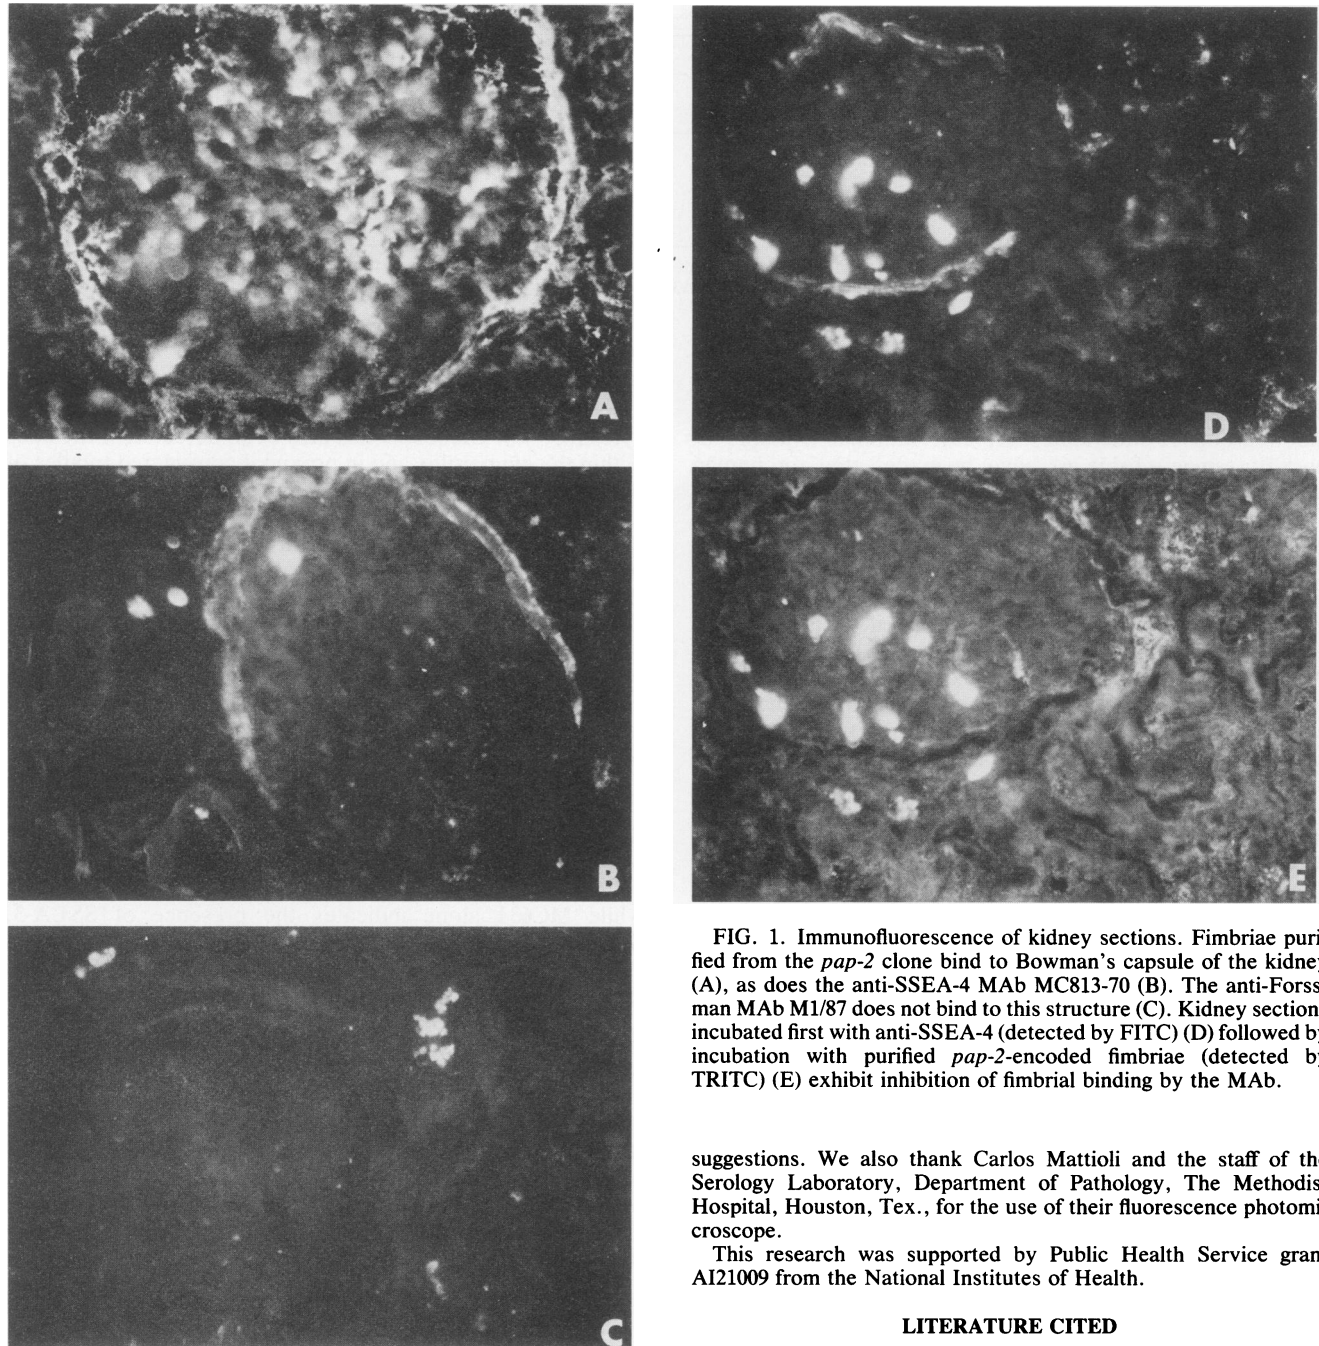 A
B
C
D
E
FIG. 1. Immunofluorescence of kidney sections. Fimbriae puri
fied from the pap-2 clone bind to Bowman's capsule of the kidney
(A), as does the anti-SSEA-4 MAb MC813-70 (B). The anti-Forss
man MAb M1/87 does not bind to this structure (C). Kidney section
incubated first with anti-SSEA-4 (detected by FITC) (D) followed by
incubation with purified pap-2-encoded fimbriae (detected by
TRITC) (E) exhibit inhibition of fimbrial binding by the MAb.
suggestions. We also thank Carlos Mattioli and the staff of the
Serology Laboratory, Department of Pathology, The Methodis
Hospital, Houston, Tex., for the use of their fluorescence photomi
croscope.
This research was supported by Public Health Service gran
AI21009 from the National Institutes of Health.
LITERATURE CITED